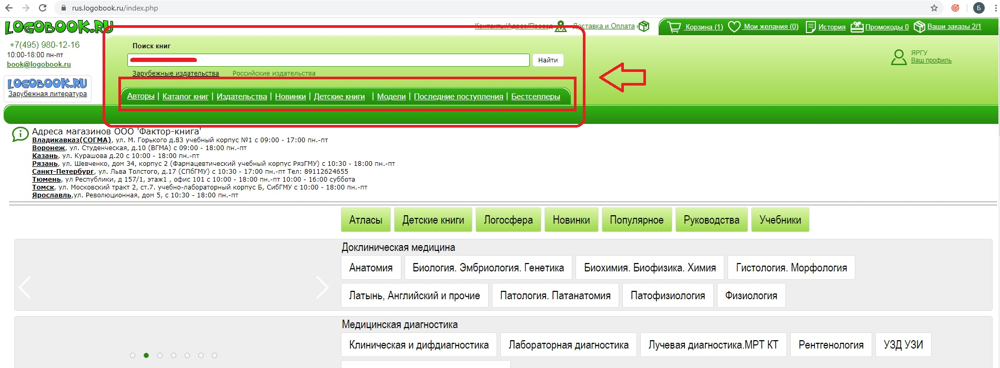 rus.logobook.ru/index.php
Б
LOGOBOOK.RU
Контакты/Адрес/Проезд
Доставка и Оплата
Корзина (1)
Мои желания (0)
История
Промокоды 0
Ваши заказы 2/1
+7(495) 980-12-16
10:00-18:00 пн-пт
book@logobook.ru
LOGOBOOK.RU
Зарубежная литература
Поиск книг
Найти
Зарубежные издательства Российские издательства
Авторы | Каталог книг | Издательства | Новинки | Детские книги | Модели | Последние поступления | Бестселлеры
ЯРГУ
Ваш профиль
Адреса магазинов ООО 'Фактор-книга'
Владикавказ(СОГМА), ул. М. Горького д.83 учебный корпус №1 с 09:00 - 17:00 пн.-пт
Воронеж, ул. Студенческая, д.10 (ВГМА) с 09:00 - 18:00 пн.-пт
Казань, ул. Курашова д.20 с 10:00 - 18:00 пн.-пт
Рязань, ул. Шевченко, дом 34, корпус 2 (Фармацевтический учебный корпус РязГМУ) с 10:30 - 18:00 пн.-пт
Санкт-Петербург, ул. Льва Толстого, д.17 (СПбГМУ) с 10:30 - 17:00 пн.-пт Тел: 89112624655
Тюмень, ул Республики, д 157/1, этаж1 , офис 101 с 10:00 - 18:00 пн.-пт 10:00 - 16:00 суббота
Томск, ул. Московский тракт 2, ст.7. учебно-лабораторный корпус Б, СибГМУ с 10:00 - 18:00 пн.-пт
Ярославль,ул. Революционная, дом 5, с 10:30 - 18:00 пн.-пт
Атласы Детские книги Логосфера Новинки Популярное Руководства Учебники
Доклиническая медицина
Анатомия Биология. Эмбриология. Генетика Биохимия. Биофизика. Химия Гистология. Морфология
Латынь, Английский и прочие Патология. Патанатомия Патофизиология Физиология
Медицинская диагностика
Клиническая и дифдиагностика Лабораторная диагностика Лучевая диагностика.МРТ КТ Рентгенология УЗД УЗИ